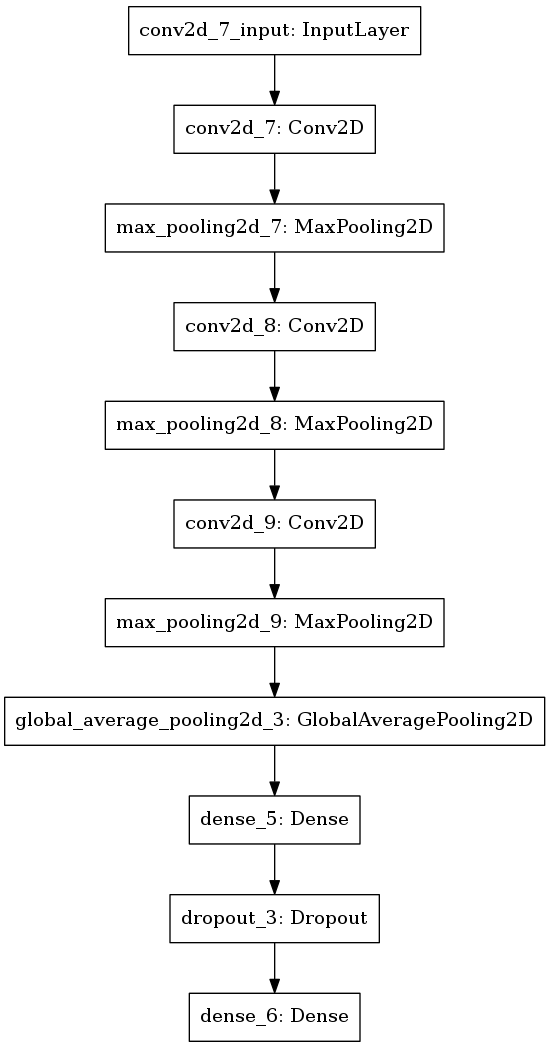 conv2d_7_input: InputLayer
conv2d_7: Conv2D
max_pooling2d_7: MaxPooling2D
conv2d_8: Conv2D
max_pooling2d_8: MaxPooling2D
conv2d_9: Conv2D
max_pooling2d_9: MaxPooling2D
global_average_pooling2d_3: GlobalAveragePooling2D
dense_5: Dense
dropout_3: Dropout
dense_6: Dense